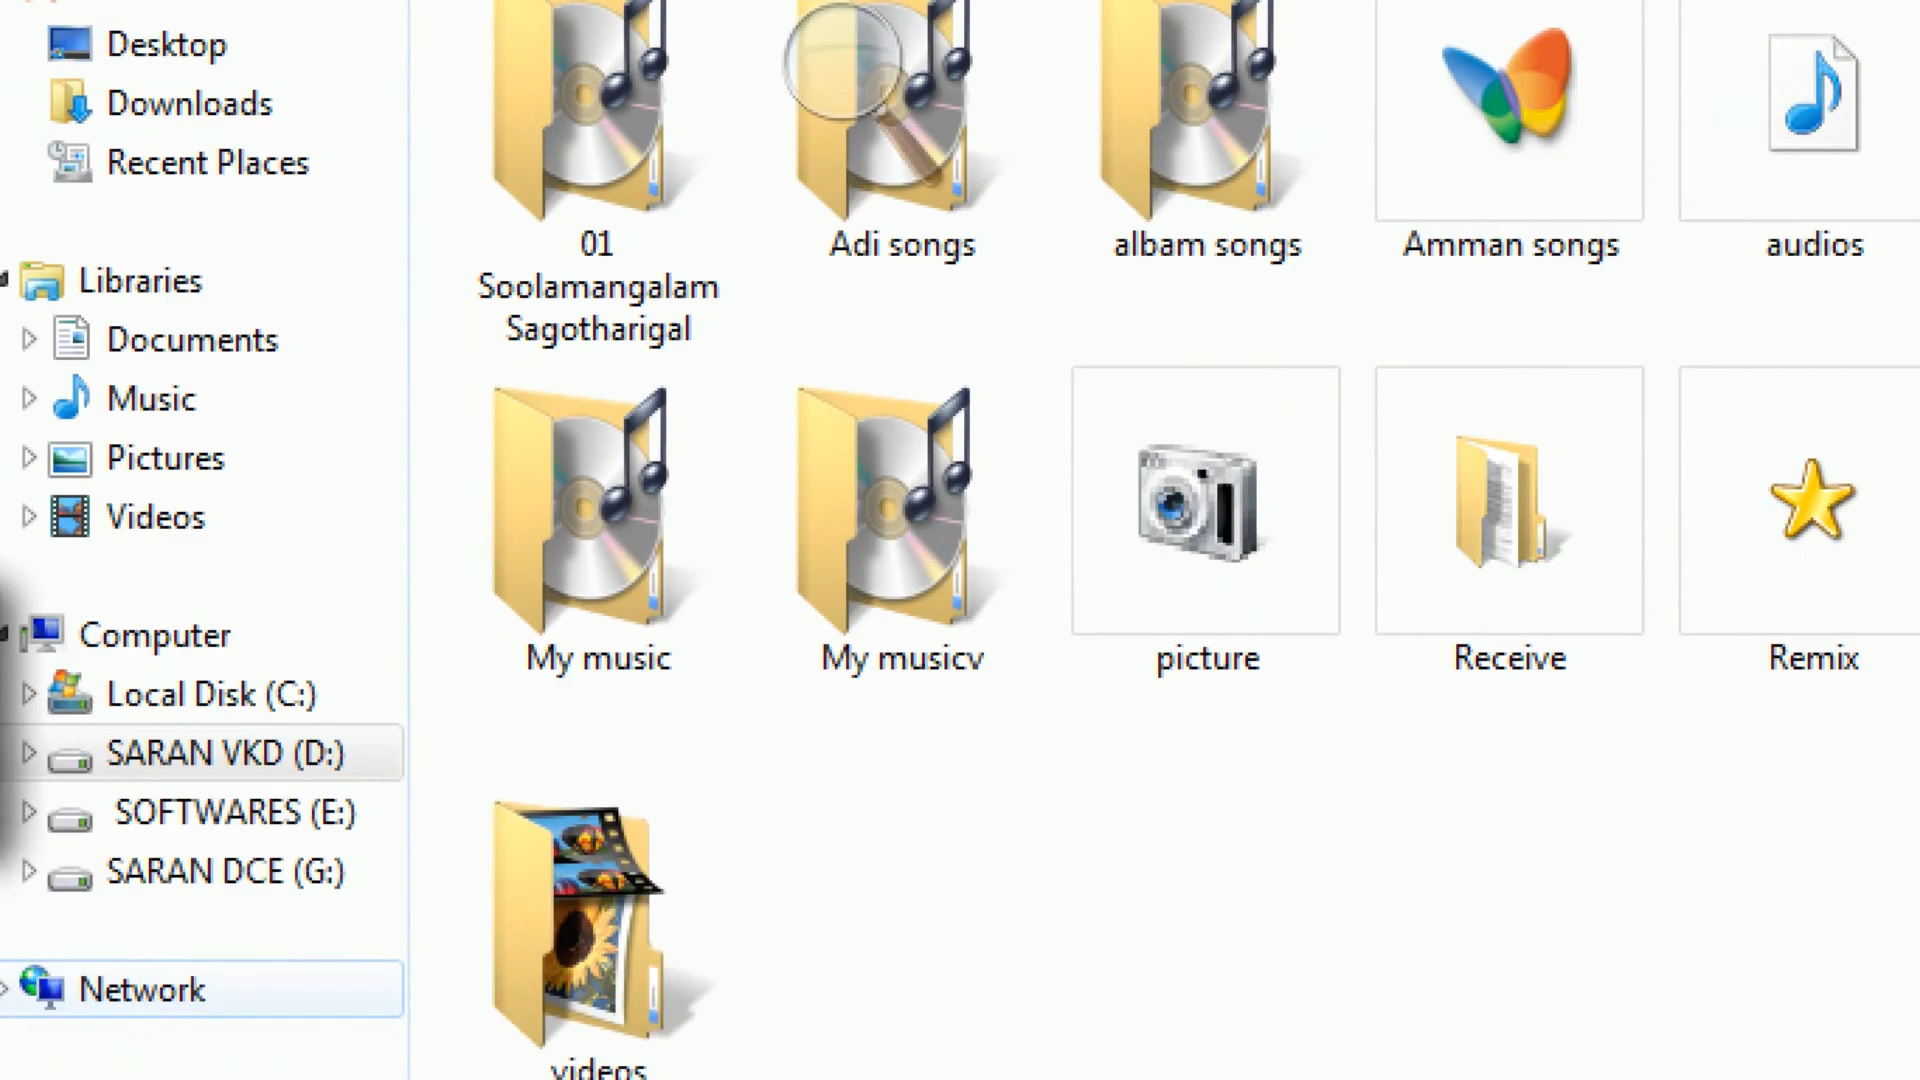 Desktop
Downloads
Recent Places
Libraries
Documents
Music
Pictures
Videos
Computer
Local Disk (C:)
SARAN VKD (D:)
SOFTWARES (E:)
SARAN DCE (G:)
Network
01
Soolamangalam
Sagotharigal
Adi songs
albam songs
Amman songs
audios
My music
My musicv
picture
Receive
Remix
videos